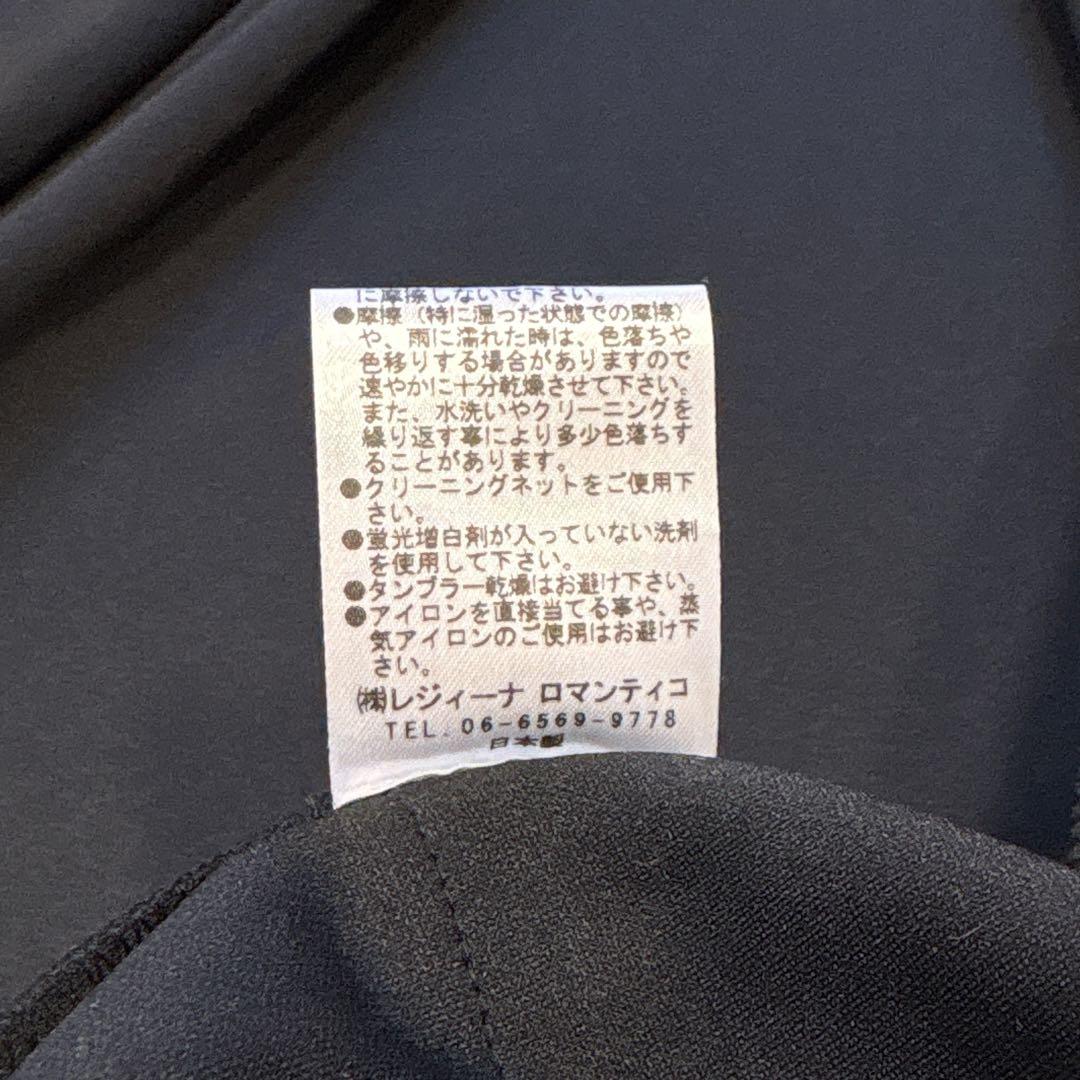 に摩擦しないで下さい。
●摩擦(特に湿った状態での摩擦)
や、雨に濡れた時は、色落ちや
色移りする場合がありますので
速やかに十分乾燥させて下さい。
また、水洗いやクリーニングを
繰り返す事により多少色落ちす
ることがあります。
●クリーニングネットをご使用下
さい。
●蛍光増白剤が入っていない洗剤
を使用して下さい。
●タンブラー乾燥はお避け下さい。
●アイロンを直接当てる事や、蒸
気アイロンのご使用はお避け下
さい。
㈱レジィーナ ロマンティコ
TEL.06-6569-9778
日本製